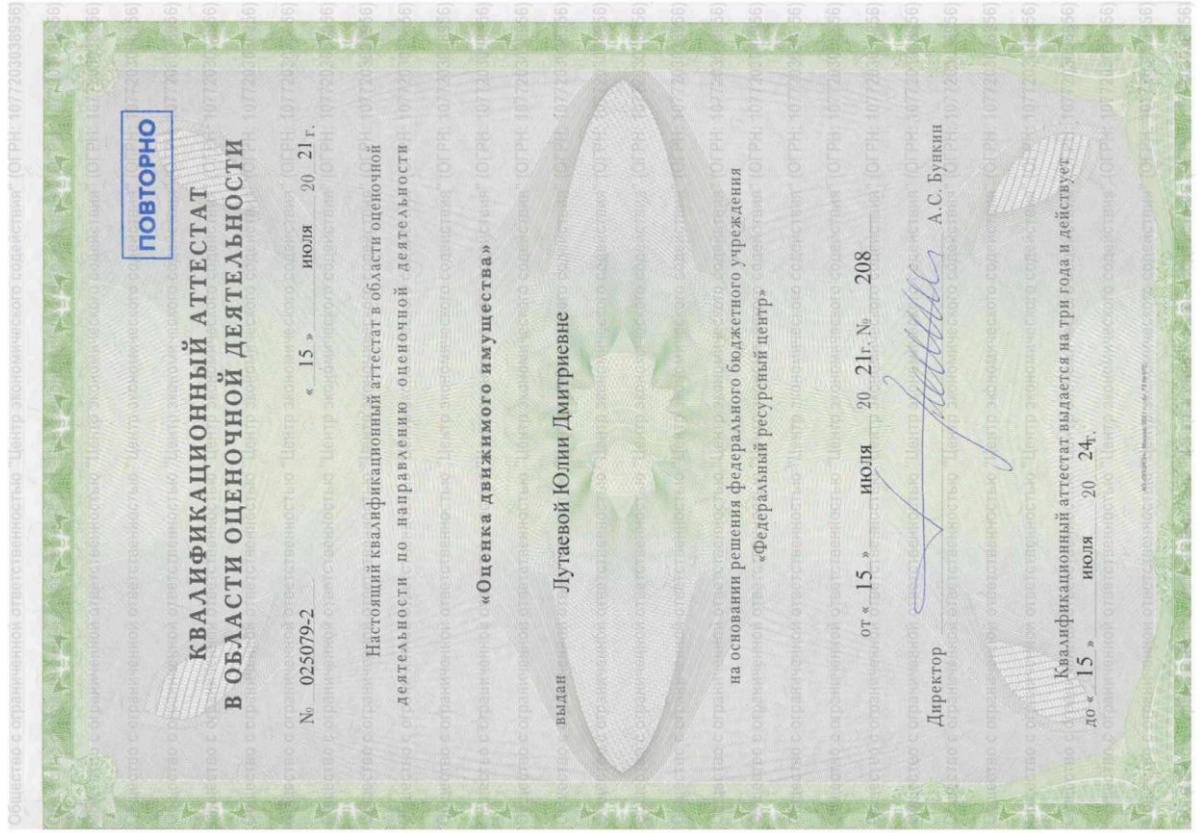 ПОВТОРНО
КВАЛИФИКАЦИОННЫЙ АТТЕСТАТ
В ОБЛАСТИ ОЦЕНОЧНОЙ ДЕЯТЕЛЬНОСТИ
№ 025079-2 « 15 » июля 20 21 г.
Настоящий квалификационный аттестат в области оценочной
деятельности по направлению оценочной деятельности
«Оценка движимого имущества»
выдан Лутаевой Юлии Дмитриевне
на основании решения федерального бюджетного учреждения
«Федеральный ресурсный центр»
от « 15 » июля 20 21г. № 208
Директор А.С. Бункин
Квалификационный аттестат выдается на три года и действует
до « 15 » июля 20 24г.